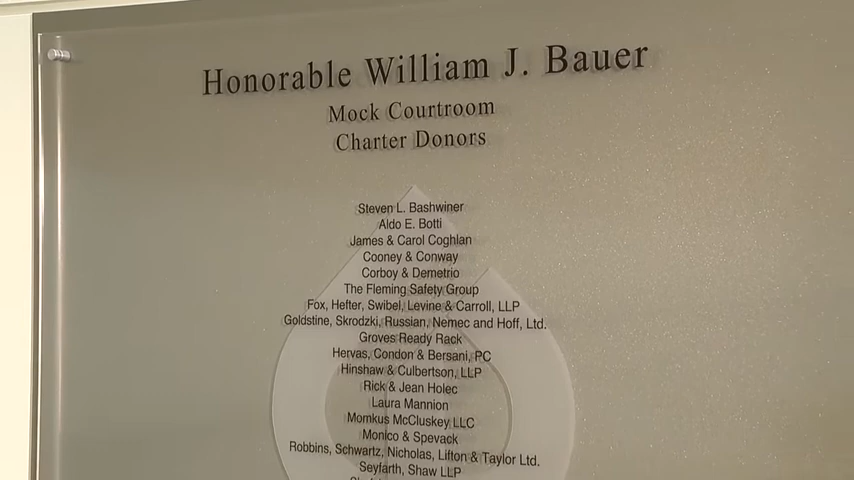 Honorable William J. Bauer
Mock Courtroom
Charter Donors
Steven L. Bashwiner
Aldo E. Botti
James & Carol Coghlan
Cooney & Conway
Corboy & Demetrio
The Fleming Safety Group
Fox, Hefter, Swibel, Levine & Carroll, LLP
Goldstine, Skrodzki, Russian, Nemec and Hoff, Ltd.
Groves Ready Rack
Hervas, Condon & Bersani, PC
Hinshaw & Culbertson, LLP
Rick & Jean Holec
Laura Mannion
Momkus McCluskey LLC
Monico & Spevack
Robbins, Schwartz, Nicholas, Lifton & Taylor Ltd.
Seyfarth, Shaw LLP